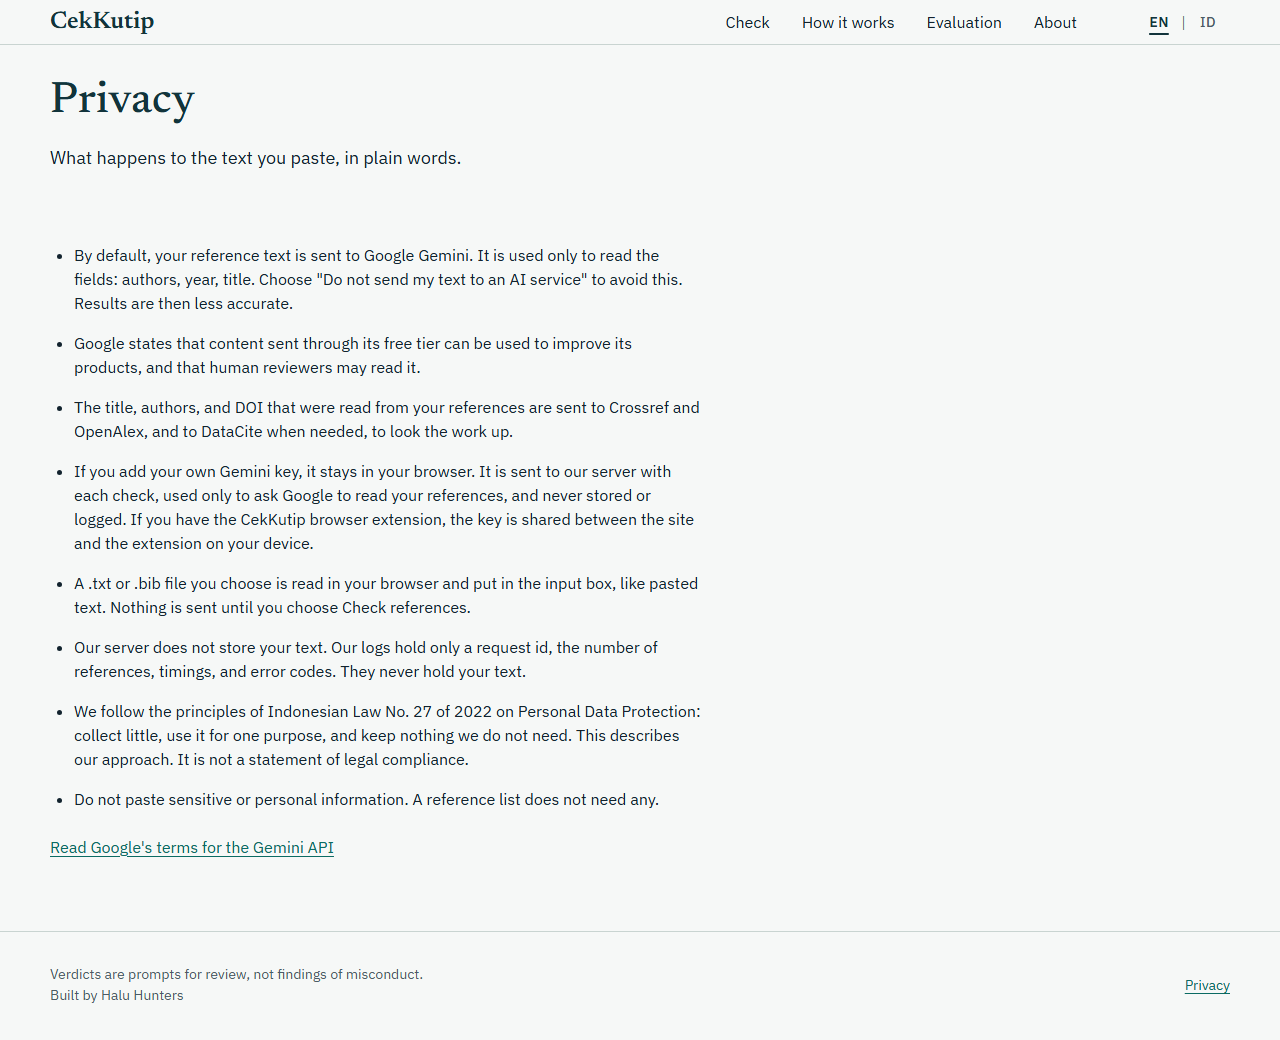 CekKutip
Check
How it works
Evaluation
About
EN | ID
Privacy
What happens to the text you paste, in plain words.
• By default, your reference text is sent to Google Gemini. It is used only to read the
fields: authors, year, title. Choose "Do not send my text to an AI service" to avoid this.
Results are then less accurate.
• Google states that content sent through its free tier can be used to improve its
products, and that human reviewers may read it.
• The title, authors, and DOI that were read from your references are sent to Crossref and
OpenAlex, and to DataCite when needed, to look the work up.
• If you add your own Gemini key, it stays in your browser. It is sent to our server with
each check, used only to ask Google to read your references, and never stored or
logged. If you have the CekKutip browser extension, the key is shared between the site
and the extension on your device.
• A .txt or .bib file you choose is read in your browser and put in the input box, like pasted
text. Nothing is sent until you choose Check references.
• Our server does not store your text. Our logs hold only a request id, the number of
references, timings, and error codes. They never hold your text.
• We follow the principles of Indonesian Law No. 27 of 2022 on Personal Data Protection:
collect little, use it for one purpose, and keep nothing we do not need. This describes
our approach. It is not a statement of legal compliance.
• Do not paste sensitive or personal information. A reference list does not need any.
Read Google's terms for the Gemini API
Verdicts are prompts for review, not findings of misconduct.
Built by Halu Hunters
Privacy